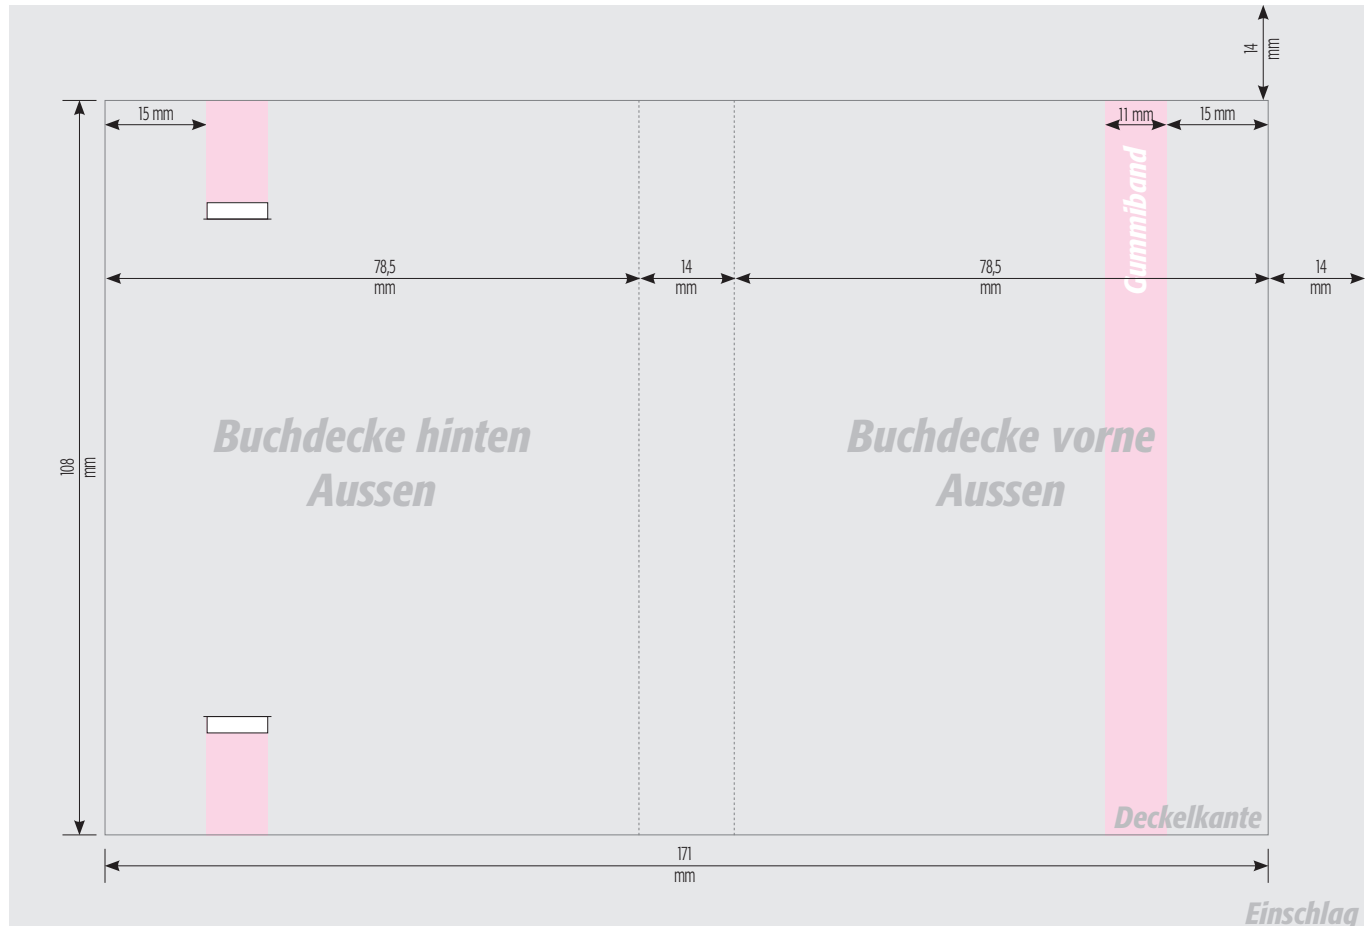 14
mm
15 mm
11 mm
15 mm
Gummiband
78,5
mm
14
mm
78,5
mm
14
mm
Buchdecke hinten
Aussen
Buchdecke vorne
Aussen
108
mm
Deckelkante
171
mm
Einschlag